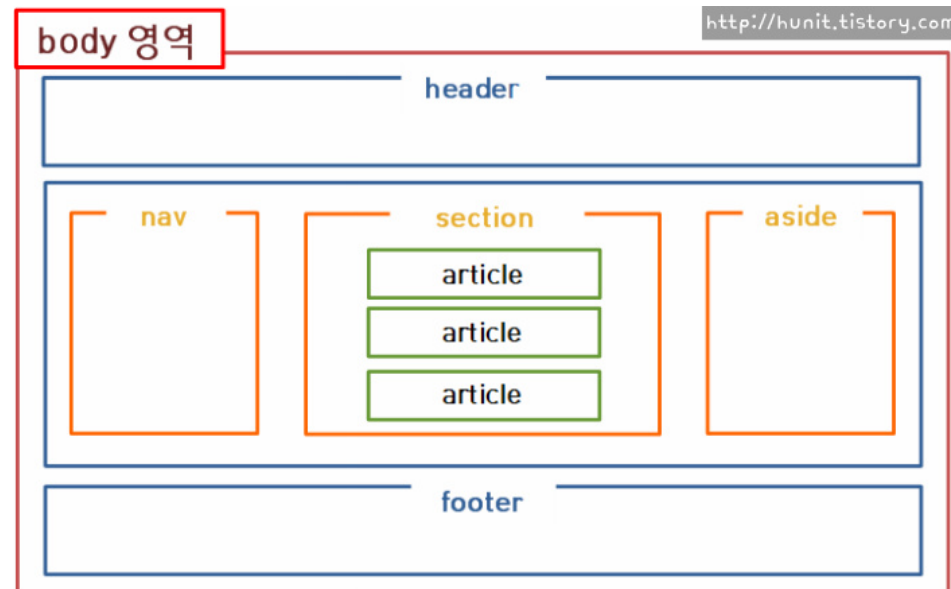 http://hunit.tistory.com
body 영역
header
nav
section
aside
article
article
article
footer